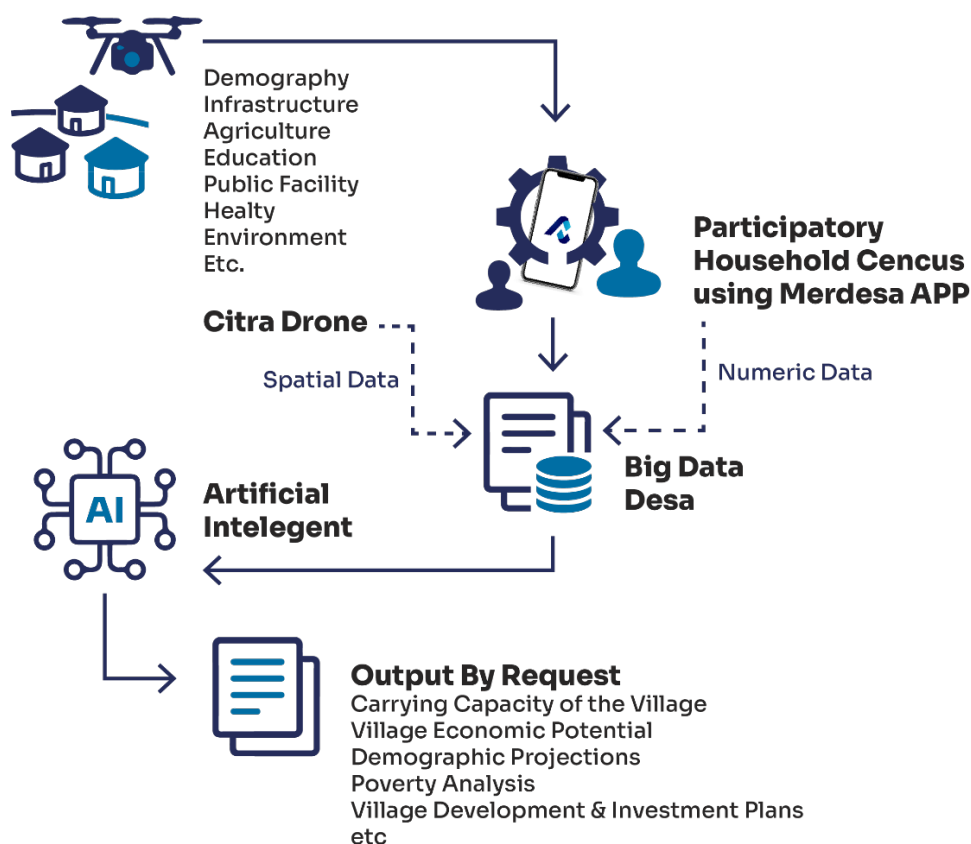 Demography
Infrastructure
Agriculture
Education
Public Facility
Healty
Environment
Etc.
Participatory
Household Cencus
using Merdesa APP
Citra Drone
Spatial Data
Numeric Data
Big Data
Desa
AI
Artificial
Intelegent
Output By Request
Carrying Capacity of the Village
Village Economic Potential
Demographic Projections
Poverty Analysis
Village Development & Investment Plans
etc